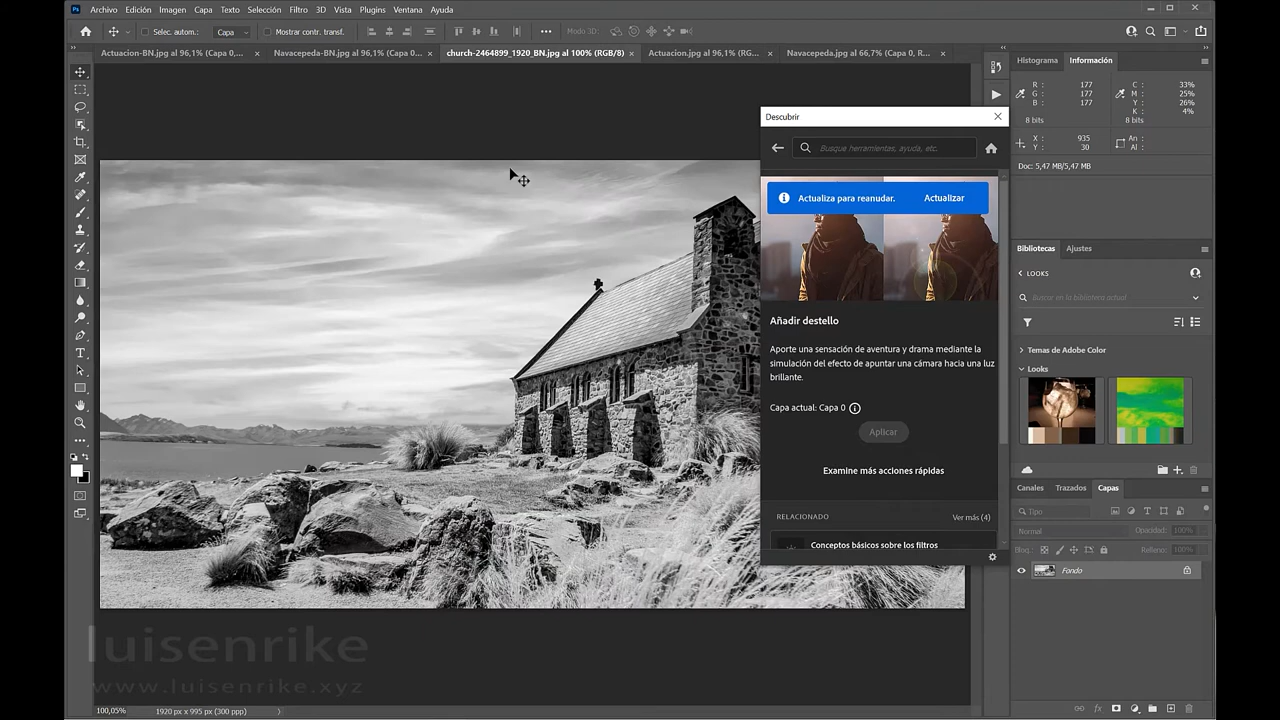 Ps Archivo Edición Imagen Capa Texto Selección Filtro 3D Vista Plugins Ventana Ayuda
Selec. autom.: Capa Mostrar contr. transf. Modo 3D:
Actuacion-BN.jpg al 96,1% (Capa 0,... Navacepeda-BN.jpg al 96,1% (Capa 0... church-2464899_1920_BN.jpg al 100% (RGB/8) Actuacion.jpg al 96,1% (RG... Navacepeda.jpg al 66,7% (Capa 0, R...
Histograma Información
R: 177 C: 33%
G: 177 M: 25%
B: 177 Y: 26%
K: 4%
8 bits 8 bits
X: 935 An:
Y: 30 Al:
Doc: 5,47 MB/5,47 MB
Descubrir
Busque herramientas, ayuda, etc.
Actualiza para reanudar. Actualizar
Añadir destello
Aporte una sensación de aventura y drama mediante la
simulación del efecto de apuntar una cámara hacia una luz
brillante.
Capa actual: Capa 0
Aplicar
Examine más acciones rápidas
RELACIONADO Ver más (4)
Conceptos básicos sobre los filtros
Bibliotecas Ajustes
LOOKS
Buscar en la biblioteca actual
Temas de Adobe Color
Looks
Canales Trazados Capas
Tipo
Normal Opacidad: 100%
Bloq.: Relleno: 100%
Fondo
luisenrike
www.luisenrike.xyz
100,05% 1920 px x 995 px (300 ppp)